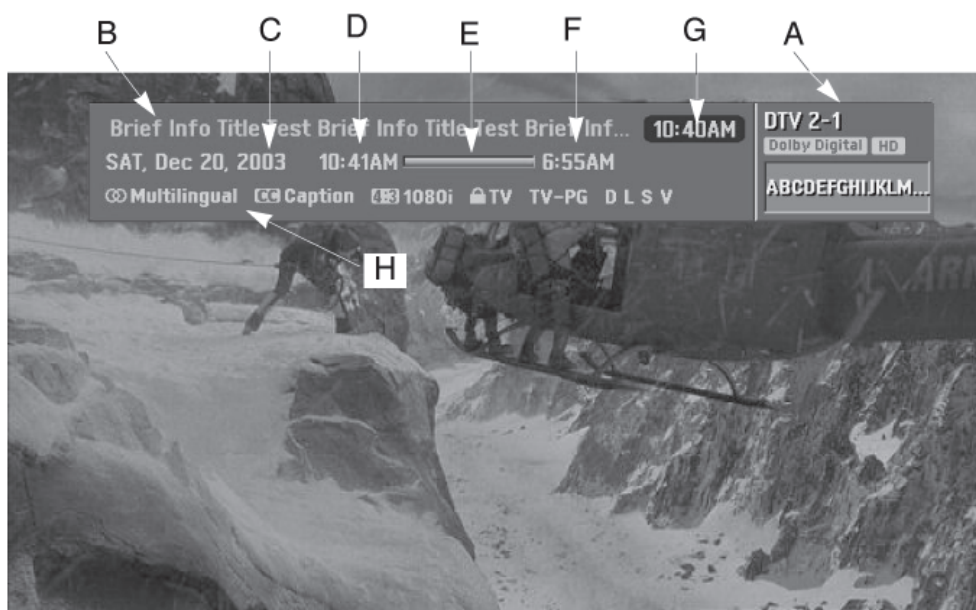 B C D E F G A
Brief Info Title Test Brief Info Title Test Brief Inf... 10:40AM
SAT, Dec 20, 2003 10:41AM 6:55AM
Multilingual CC Caption 4:3 1080i TV TV-PG D L S V
DTV 2-1
Dolby Digital HD
ABCDEFGHIJKLM...
H